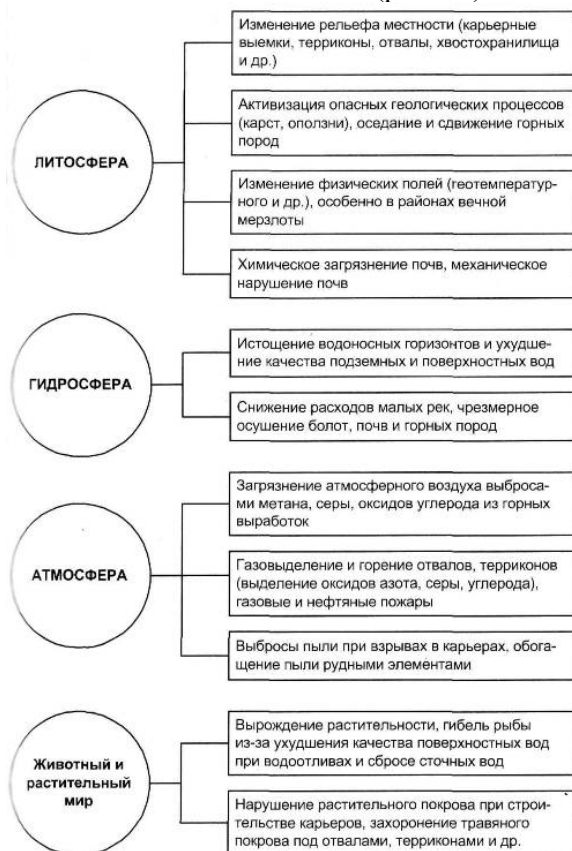 Изменение рельефа местности (карьерные
выемки, терриконы, отвалы, хвостохранилища
и др.)
ЛИТОСФЕРА
Активизация опасных геологических процессов
(карст, оползни), оседание и сдвижение горных
пород
Изменение физических полей (геотемператур-
ного и др.), особенно в районах вечной
мерзлоты
Химическое загрязнение почв, механическое
нарушение почв
ГИДРОСФЕРА
Истощение водоносных горизонтов и ухудше-
ние качества подземных и поверхностных вод
Снижение расходов малых рек, чрезмерное
осушение болот, почв и горных пород
АТМОСФЕРА
Загрязнение атмосферного воздуха выброса-
ми метана, серы, оксидов углерода из горных
выработок
Газовыделение и горение отвалов, терриконов
(выделение оксидов азота, серы, углерода),
газовые и нефтяные пожары
Выбросы пыли при взрывах в карьерах, обога-
щение пыли рудными элементами
Животный и
растительный
мир
Вырождение растительности, гибель рыбы
из-за ухудшения качества поверхностных вод
при водоотливах и сбросе сточных вод
Нарушение растительного покрова при строи-
тельстве карьеров, захоронение травяного
покрова под отвалами, терриконами и др.